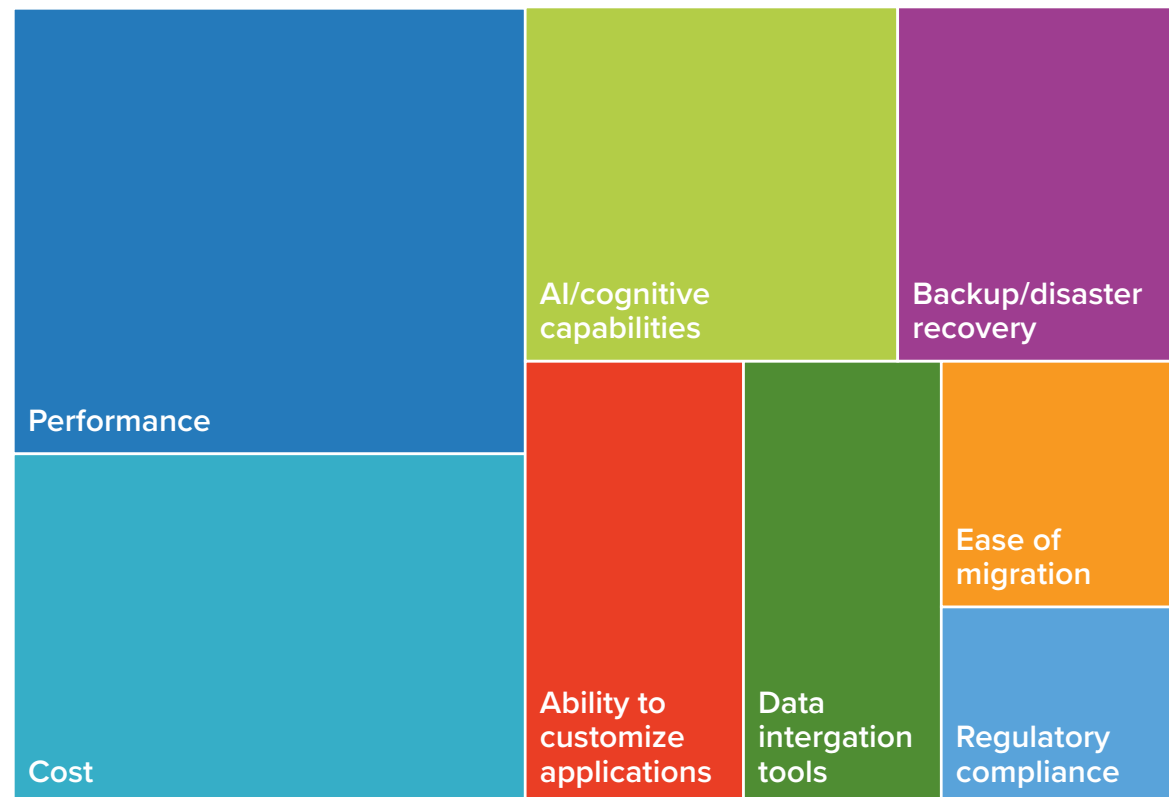 Performance
Cost
AI/cognitive
capabilities
Backup/disaster
recovery
Ability to
customize
applications
Data
intergation
tools
Ease of
migration
Regulatory
compliance